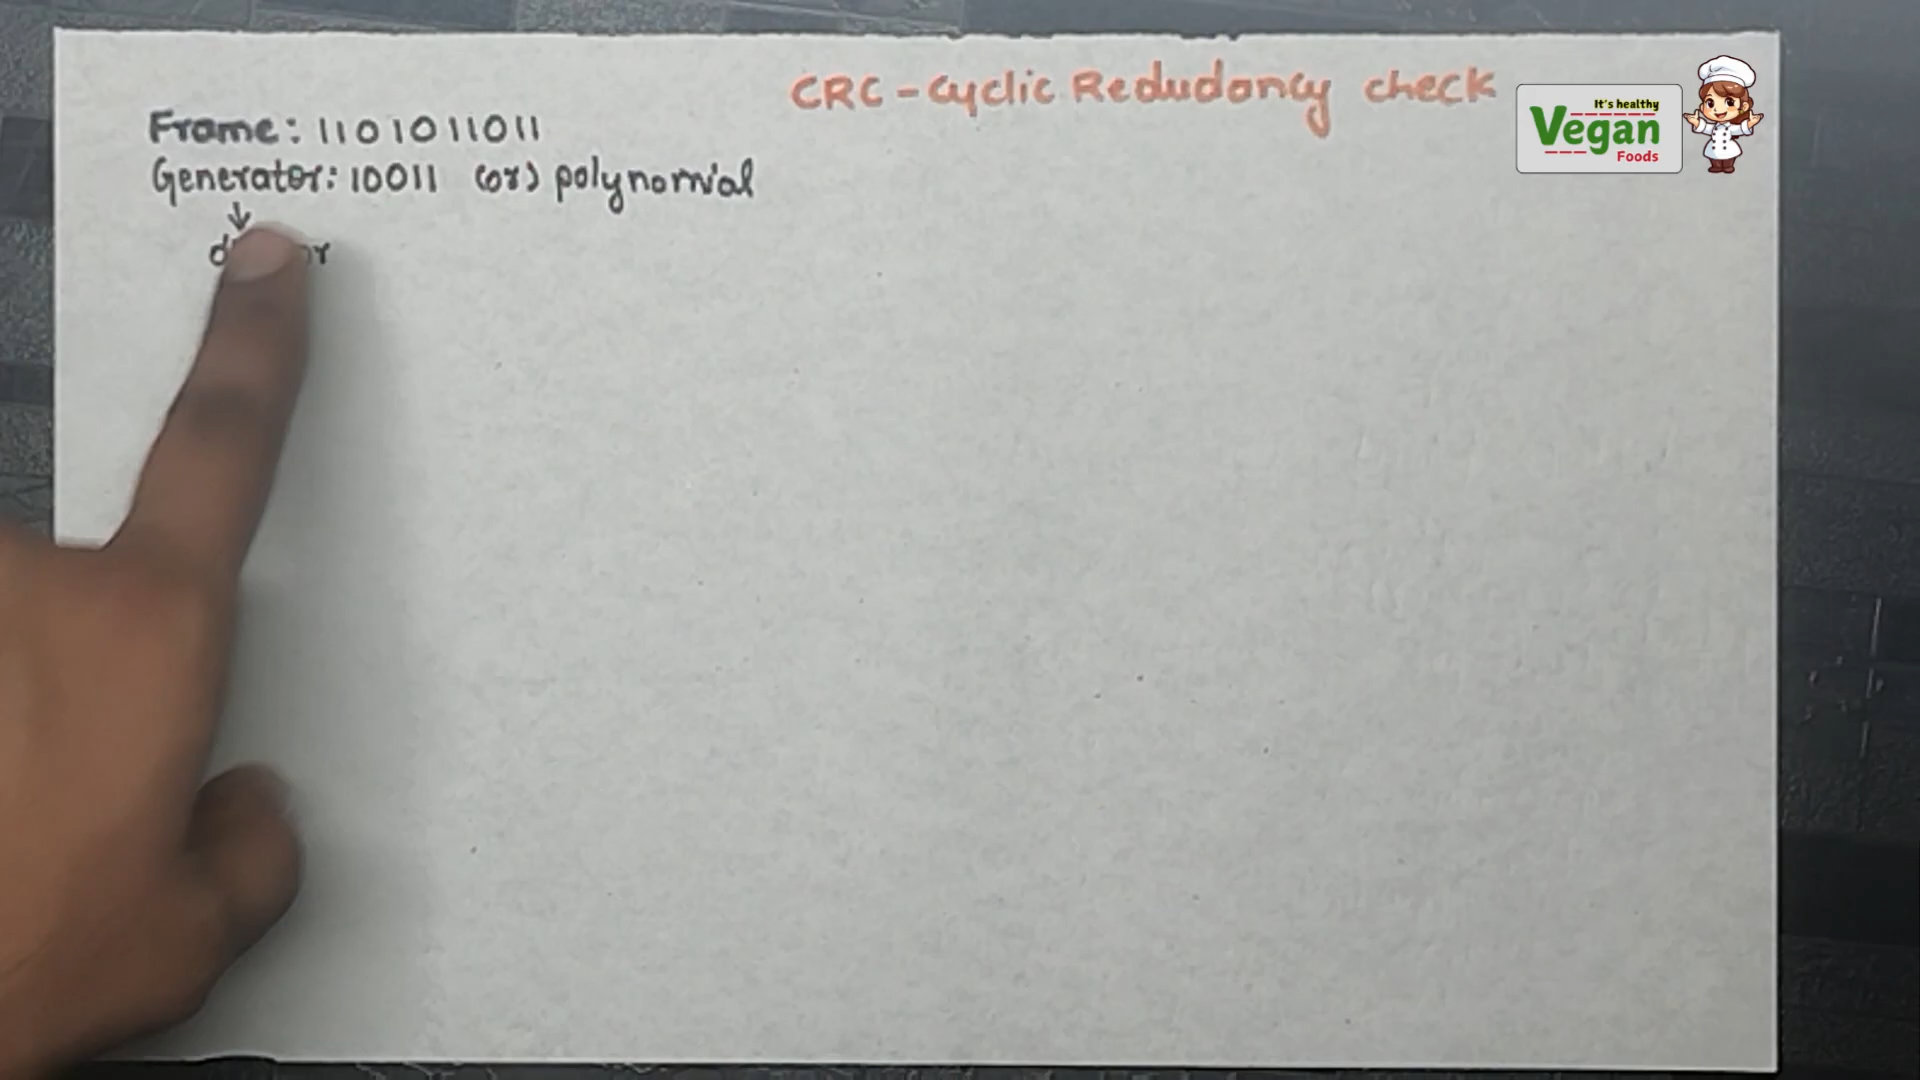 CRC - Cyclic Redudancy check
It's healthy
Vegan
Foods
Frame: 1101011011
Generator: 10011 (or) polynomial